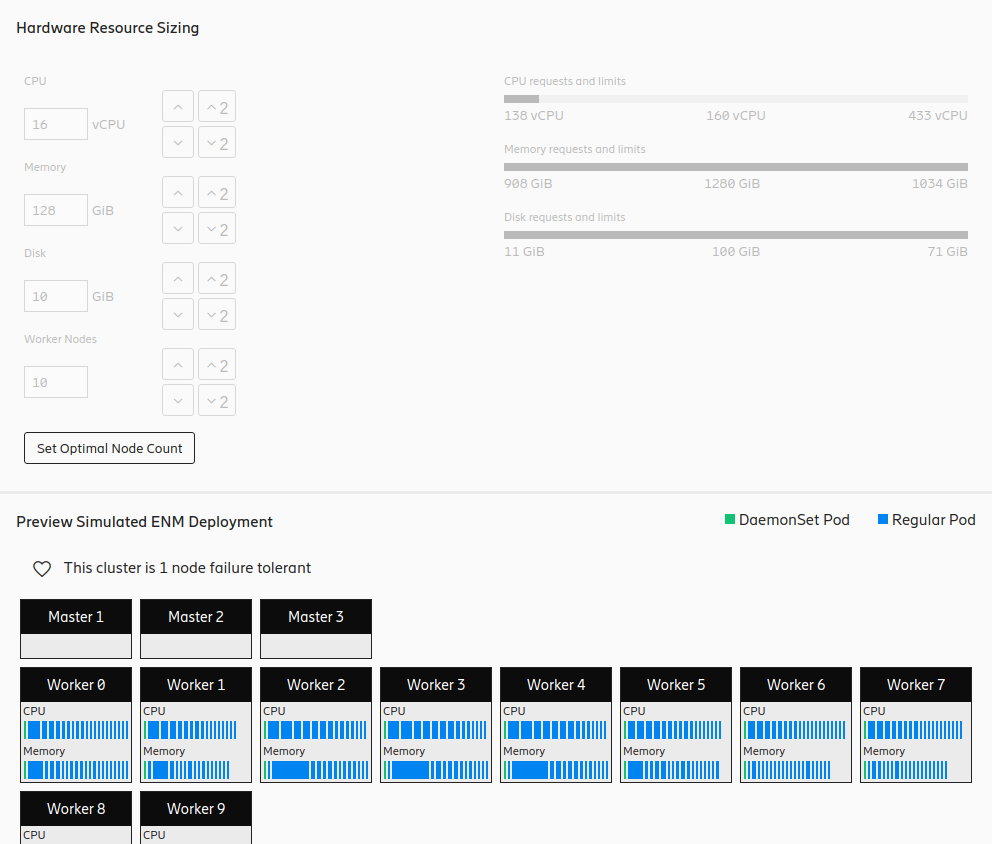 Hardware Resource Sizing
CPU
16 vCPU
2
2
Memory
128 GiB
2
2
Disk
10 GiB
2
2
Worker Nodes
10
2
2
Set Optimal Node Count
CPU requests and limits
138 vCPU 160 vCPU 433 vCPU
Memory requests and limits
908 GiB 1280 GiB 1034 GiB
Disk requests and limits
11 GiB 100 GiB 71 GiB
Preview Simulated ENM Deployment
DaemonSet Pod Regular Pod
This cluster is 1 node failure tolerant
Master 1 Master 2 Master 3
Worker 0 Worker 1 Worker 2 Worker 3 Worker 4 Worker 5 Worker 6 Worker 7
CPU CPU CPU CPU CPU CPU CPU CPU
Memory Memory Memory Memory Memory Memory Memory Memory
Worker 8 Worker 9
CPU CPU